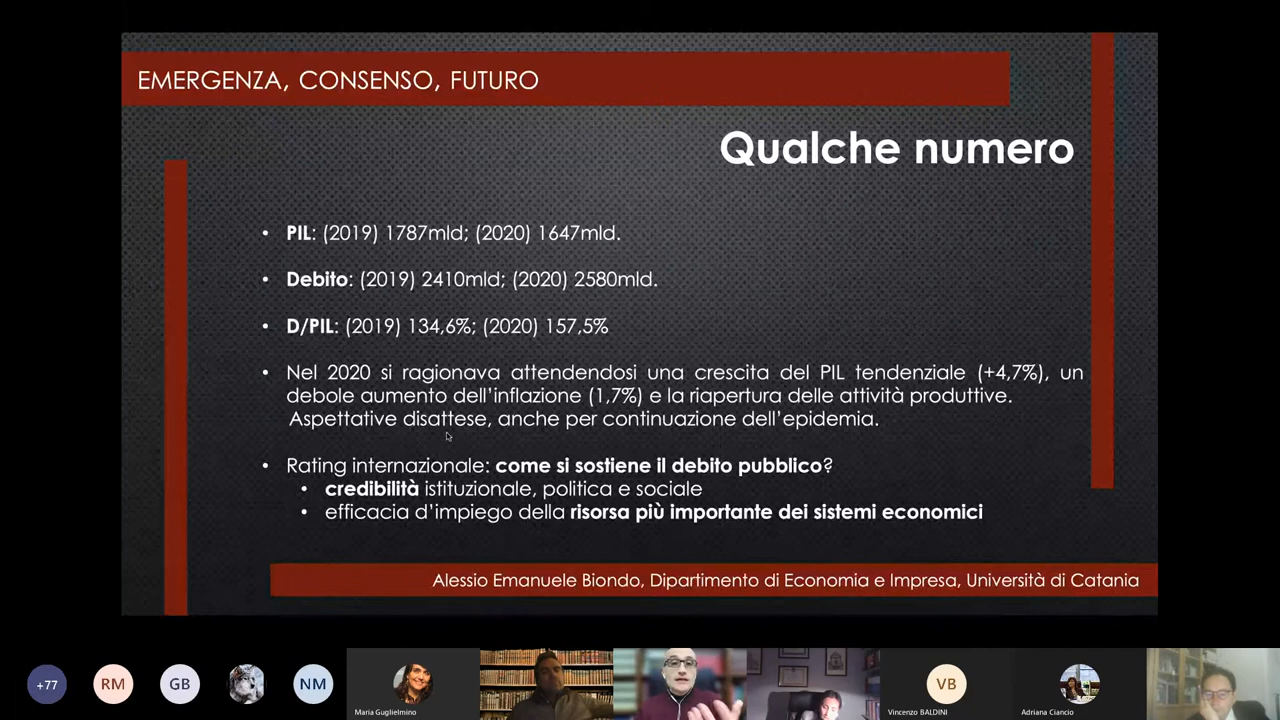 EMERGENZA, CONSENSO, FUTURO
Qualche numero
• PIL: (2019) 1787mld; (2020) 1647mld.
• Debito: (2019) 2410mld; (2020) 2580mld.
• D/PIL: (2019) 134,6%; (2020) 157,5%
• Nel 2020 si ragionava attendendosi una crescita del PIL tendenziale (+4,7%), un
debole aumento dell’inflazione (1,7%) e la riapertura delle attività produttive.
Aspettative disattese, anche per continuazione dell’epidemia.
• Rating internazionale: come si sostiene il debito pubblico?
• credibilità istituzionale, politica e sociale
• efficacia d’impiego della risorsa più importante dei sistemi economici
Alessio Emanuele Biondo, Dipartimento di Economia e Impresa, Università di Catania
+77
RM
GB
NM
Maria Guglielmino
VB
Vincenzo BALDINI
Adriana Ciancio